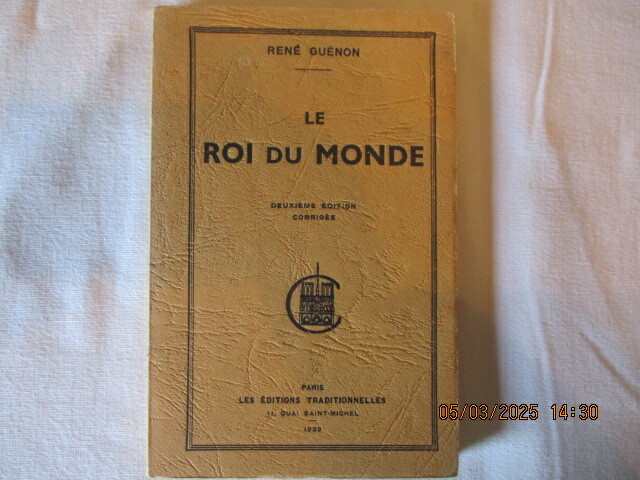 RENÉ GUÉNON
LE
ROI DU MONDE
DEUXIÈME ÉDITION
CORRIGÉE
PARIS
LES ÉDITIONS TRADITIONNELLES
11, QUAI SAINT-MICHEL
1939
05/03/2025 14:30